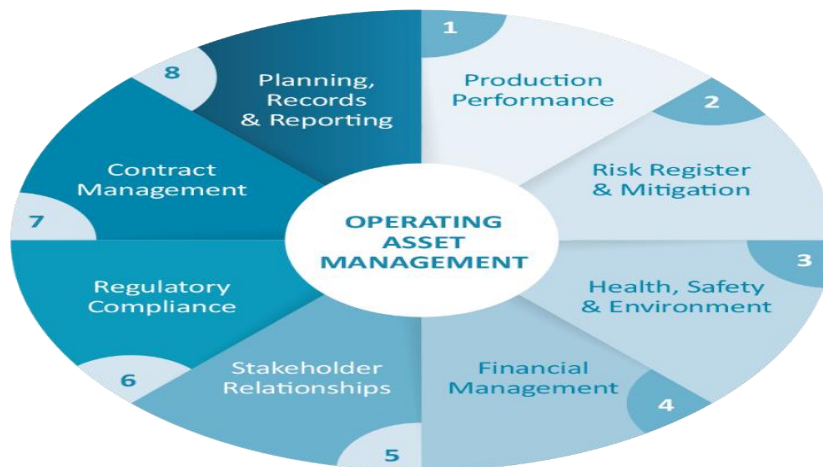 OPERATING
ASSET
MANAGEMENT
1
Production
Performance
2
Risk Register
& Mitigation
3
Health, Safety
& Environment
4
Financial
Management
5
Stakeholder
Relationships
6
Regulatory
Compliance
7
Contract
Management
8
Planning,
Records
& Reporting